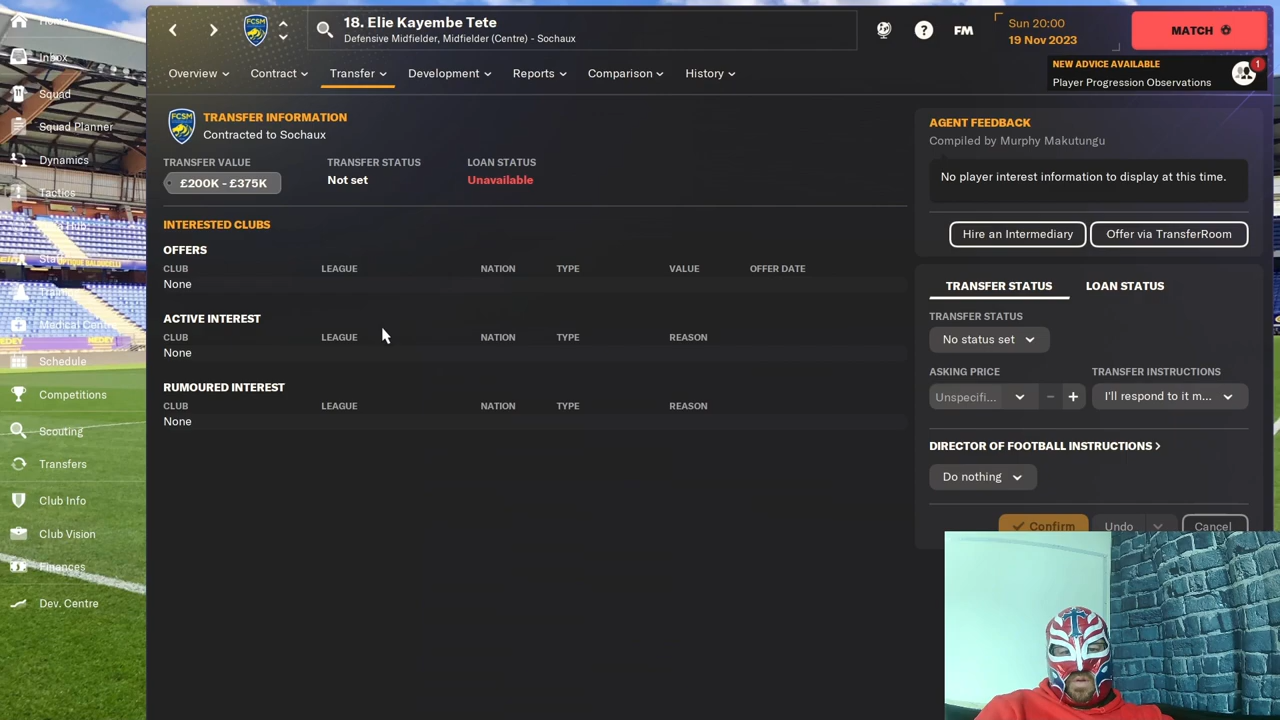 18. Elie Kayembe Tete
Defensive Midfielder, Midfielder (Centre) - Sochaux
FCSM
FM
Sun 20:00
19 Nov 2023
MATCH
Overview
Contract
Transfer
Development
Reports
Comparison
History
NEW ADVICE AVAILABLE
Player Progression Observations
1
Home
Inbox
Squad
Squad Planner
Dynamics
Tactics
Staff
Medical Centre
Schedule
Competitions
Scouting
Transfers
Club Info
Club Vision
Finances
Dev. Centre
FCSM
TRANSFER INFORMATION
Contracted to Sochaux
TRANSFER VALUE
TRANSFER STATUS
LOAN STATUS
£200K - £375K
Not set
Unavailable
INTERESTED CLUBS
OFFERS
CLUB LEAGUE NATION TYPE VALUE OFFER DATE
None
ACTIVE INTEREST
CLUB LEAGUE NATION TYPE REASON
None
RUMOURED INTEREST
CLUB LEAGUE NATION TYPE REASON
None
AGENT FEEDBACK
Compiled by Murphy Makutungu
No player interest information to display at this time.
Hire an Intermediary
Offer via TransferRoom
TRANSFER STATUS
LOAN STATUS
TRANSFER STATUS
No status set
ASKING PRICE
TRANSFER INSTRUCTIONS
Unspecifi...
I'll respond to it m...
DIRECTOR OF FOOTBALL INSTRUCTIONS >
Do nothing
Confirm
Undo
Cancel